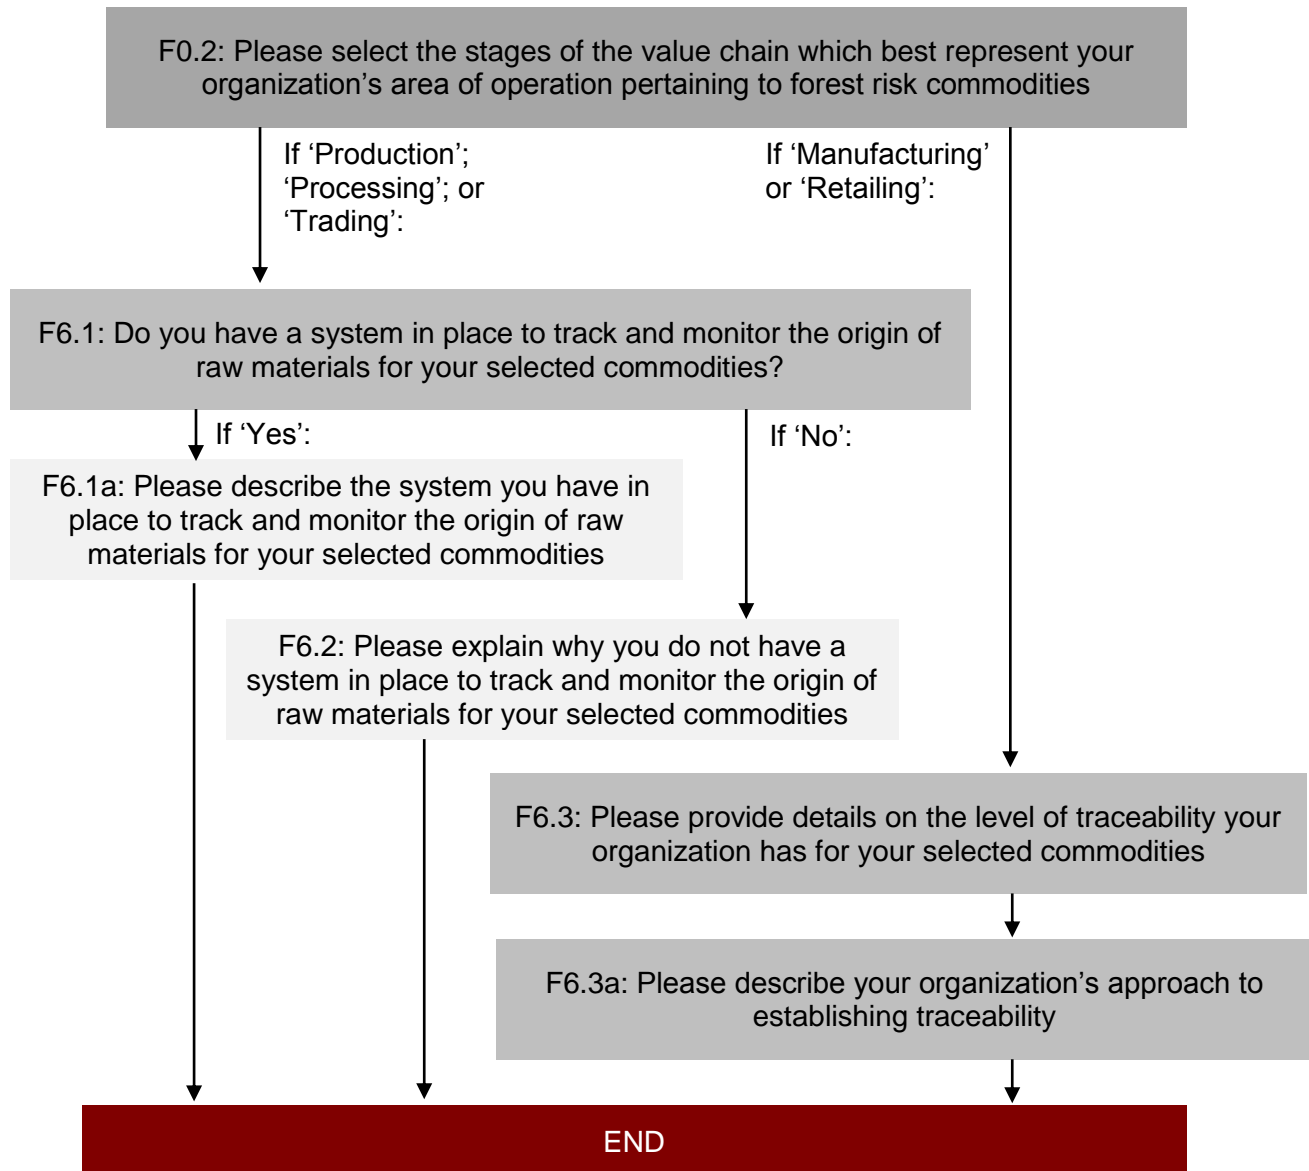 F0.2: Please select the stages of the value chain which best represent your
organization’s area of operation pertaining to forest risk commodities
If ‘Production’;
‘Processing’; or
‘Trading’:
If ‘Manufacturing’
or ‘Retailing’:
F6.1: Do you have a system in place to track and monitor the origin of
raw materials for your selected commodities?
If ‘Yes’:
If ‘No’:
F6.1a: Please describe the system you have in
place to track and monitor the origin of raw
materials for your selected commodities
F6.2: Please explain why you do not have a
system in place to track and monitor the origin of
raw materials for your selected commodities
F6.3: Please provide details on the level of traceability your
organization has for your selected commodities
F6.3a: Please describe your organization’s approach to
establishing traceability
END